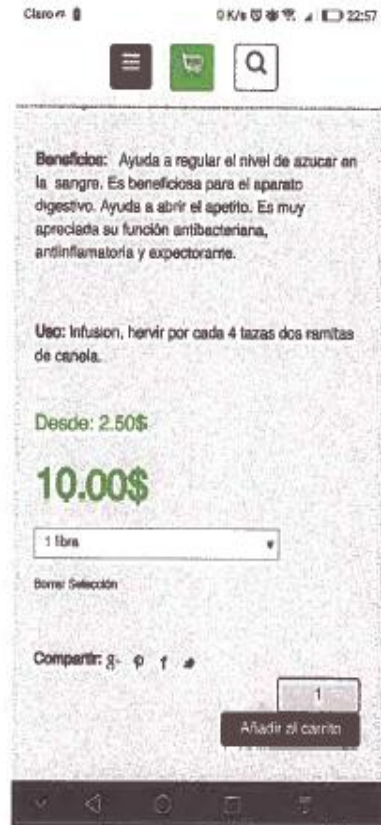 Claro
0 K/s 22:57
Beneficios: Ayuda a regular el nivel de azucar en
la sangre. Es beneficiosa para el aparato
digestivo. Ayuda a abrir el apetito. Es muy
apreciada su función antibacteriana,
antiinflamatoria y expectorante.
Uso: Infusion, hervir por cada 4 tazas dos ramitas
de canela.
Desde: 2.50$
10.00$
1 libra
Borrar Selección
Compartir:
1
Añadir al carrito